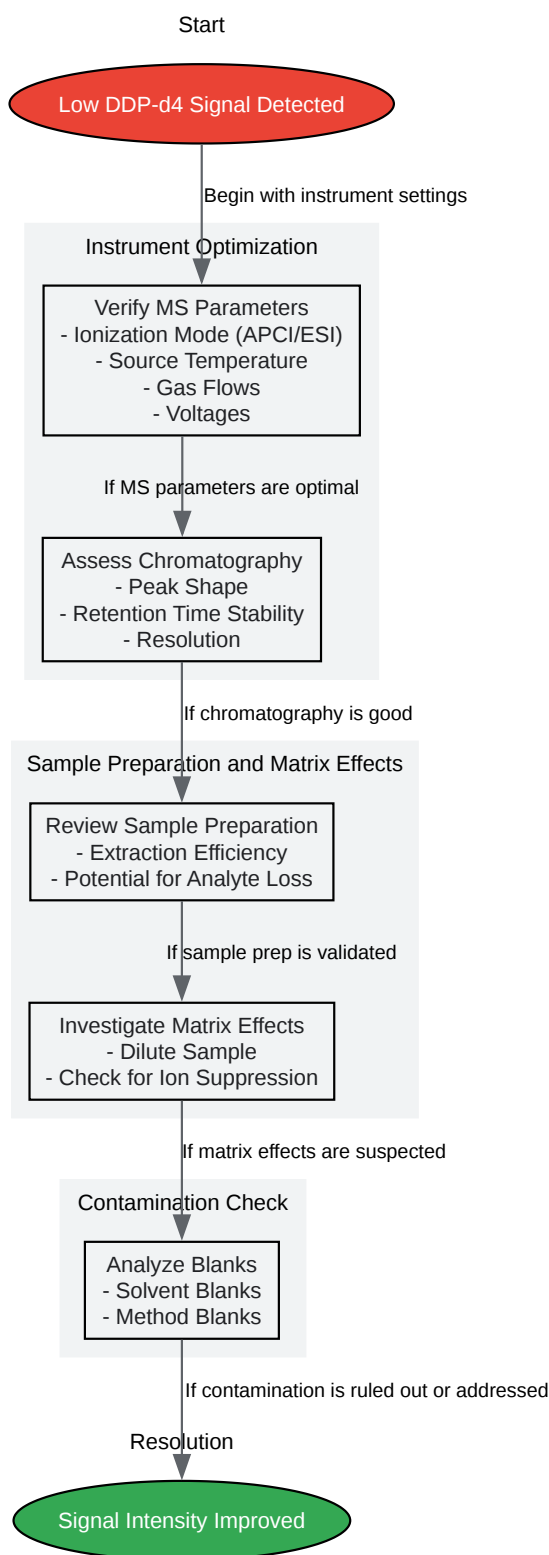 Start
Low DDP-d4 Signal Detected
Begin with instrument settings
Instrument Optimization
Verify MS Parameters
- Ionization Mode (APCI/ESI)
- Source Temperature
- Gas Flows
- Voltages
If MS parameters are optimal
Assess Chromatography
- Peak Shape
- Retention Time Stability
- Resolution
If chromatography is good
Sample Preparation and Matrix Effects
Review Sample Preparation
- Extraction Efficiency
- Potential for Analyte Loss
If sample prep is validated
Investigate Matrix Effects
- Dilute Sample
- Check for Ion Suppression
If matrix effects are suspected
Contamination Check
Analyze Blanks
- Solvent Blanks
- Method Blanks
If contamination is ruled out or addressed
Resolution
Signal Intensity Improved